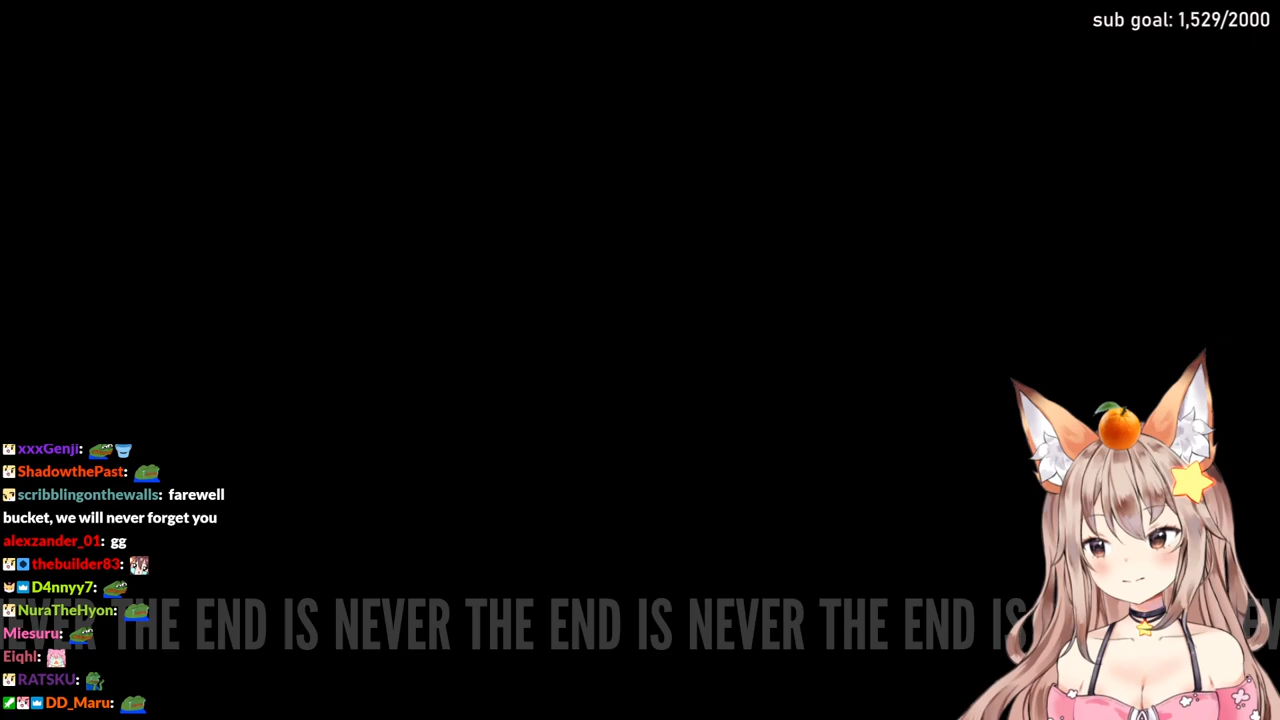 sub goal: 1,529/2000
xxxGenji:
ShadowthePast:
scribblingonthewalls: farewell
bucket, we will never forget you
alexzander_01: gg
thebuilder83:
D4nnyy7:
NuraTheHyon:
Miesuru:
Eiqhl:
RATSKU:
DD_Maru:
NEVER THE END IS NEVER THE END IS NEVER THE END IS